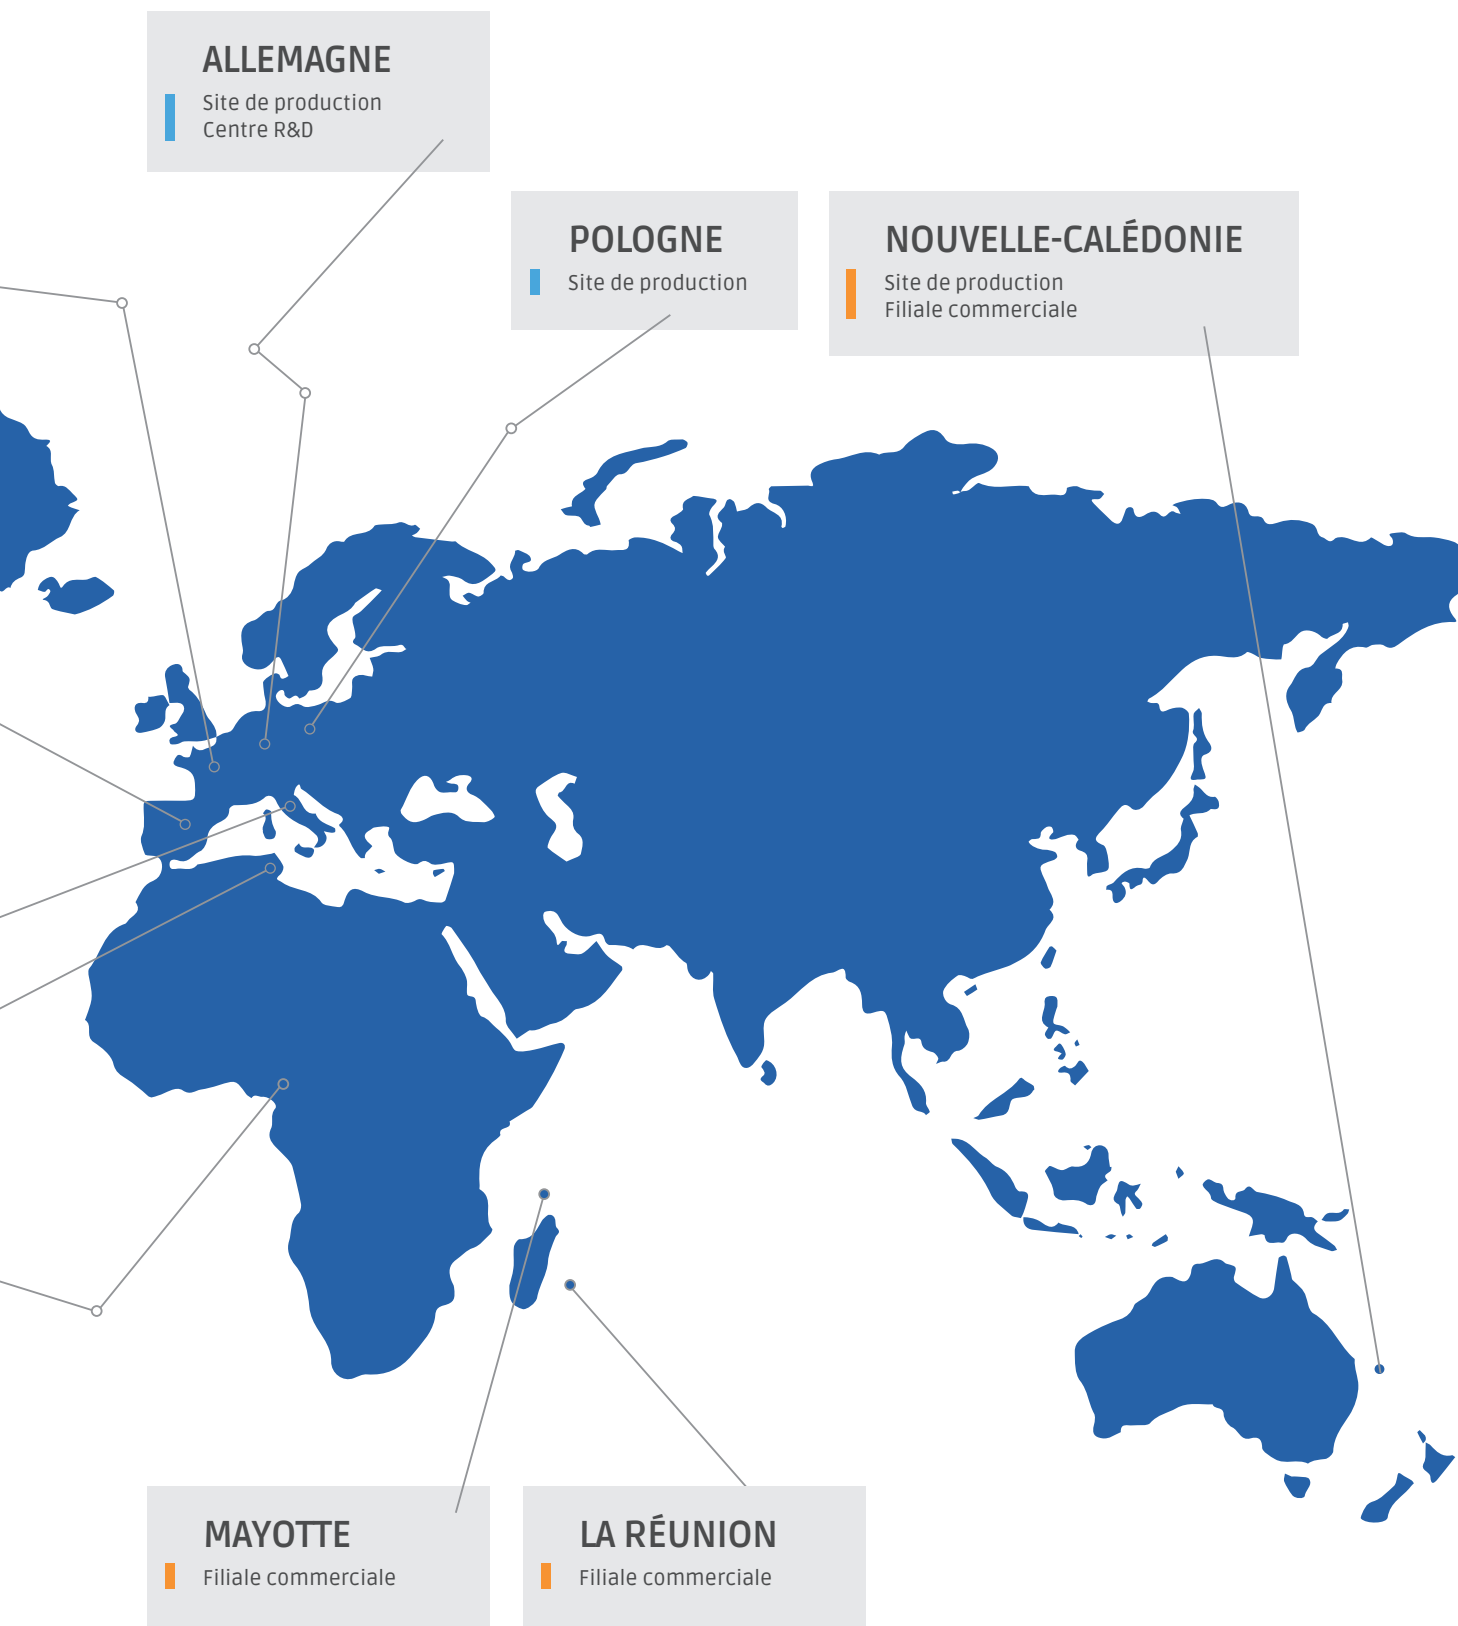 ALLEMAGNE
Site de production
Centre R&D
POLOGNE
Site de production
NOUVELLE-CALÉDONIE
Site de production
Filiale commerciale
MAYOTTE
Filiale commerciale
LA RÉUNION
Filiale commerciale